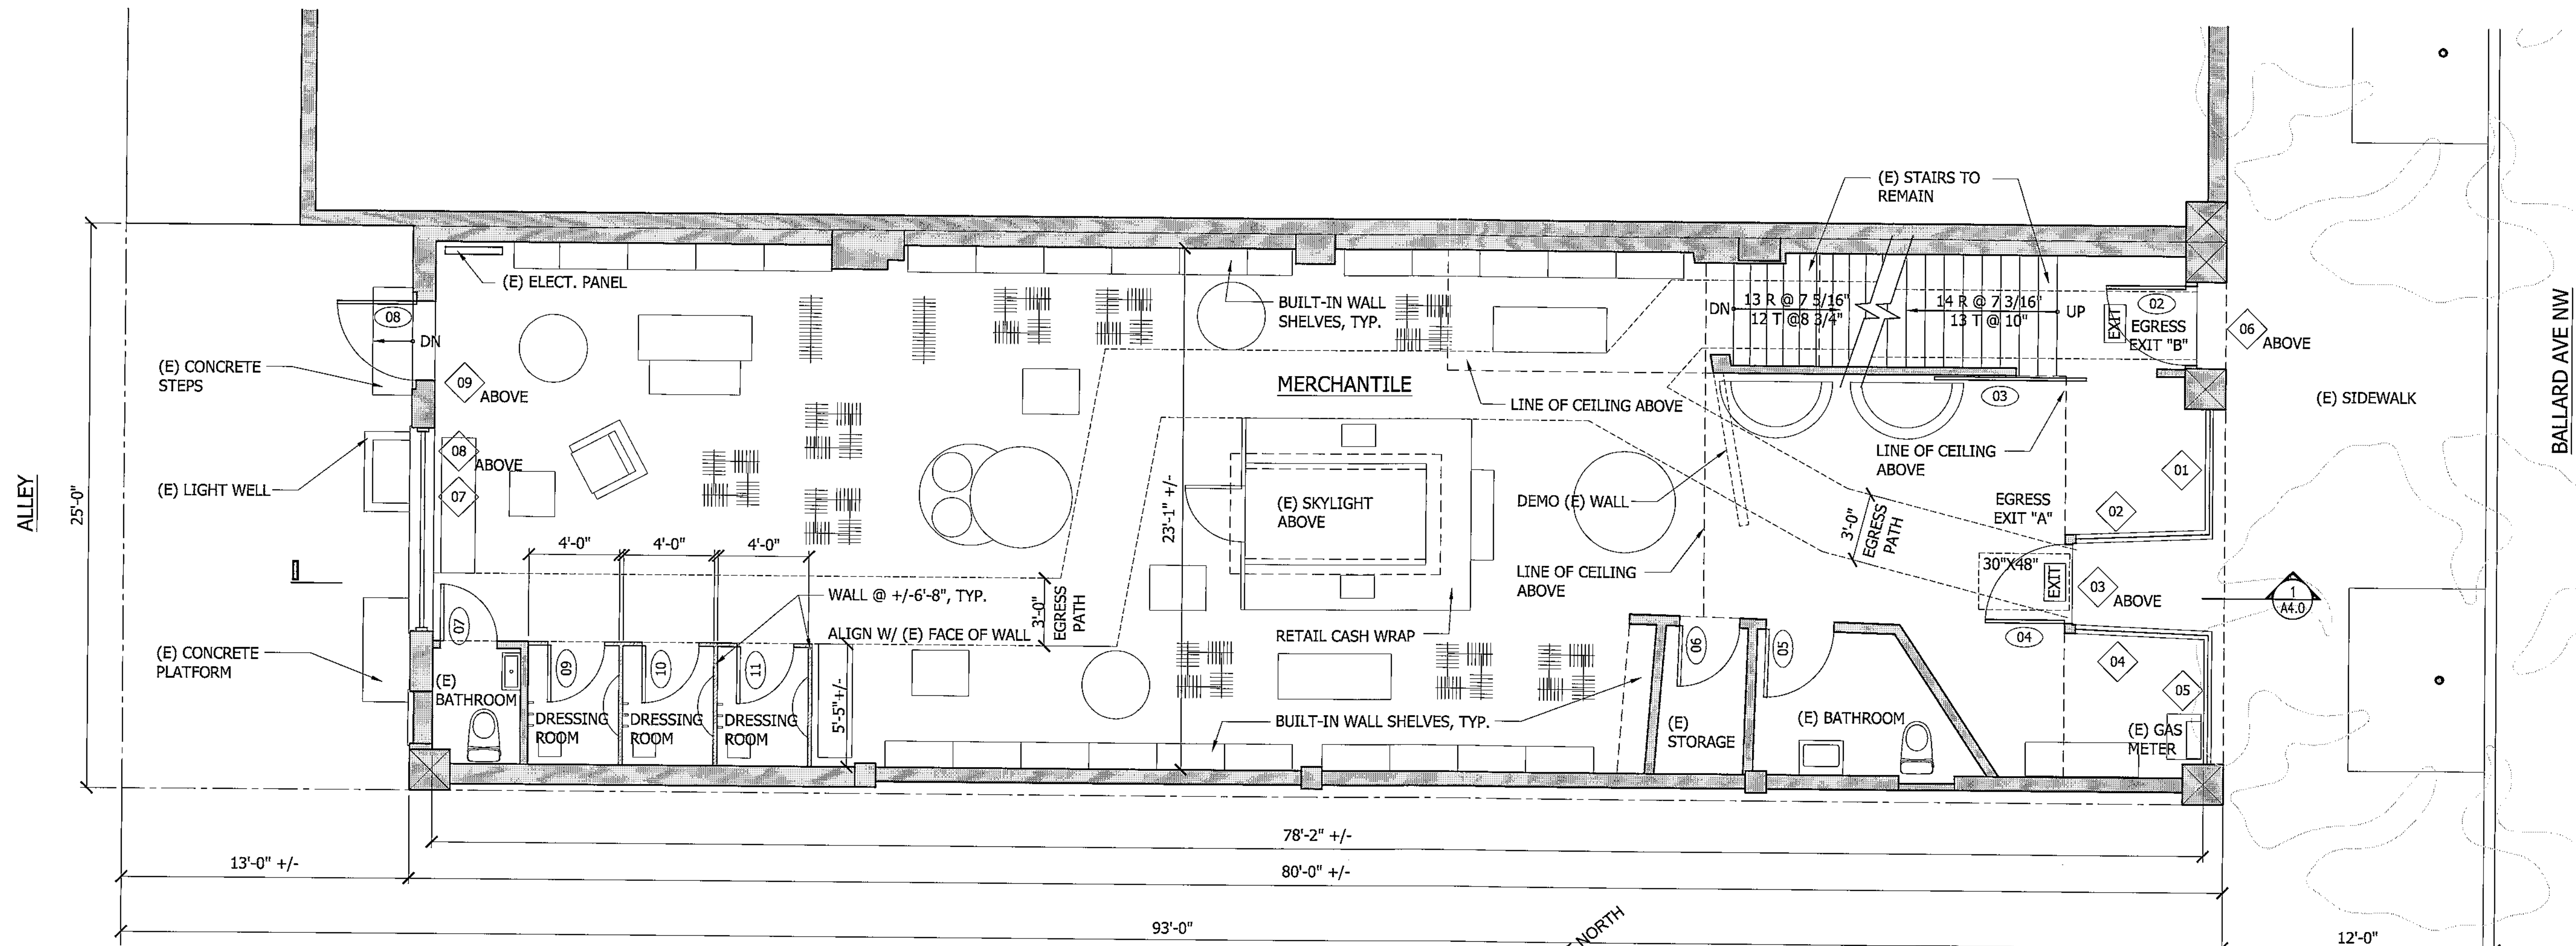 (E) STAIRS TO
REMAIN
(E) ELECT. PANEL
BUILT-IN WALL
SHELVES, TYP.
DN
13 R @ 7 5/16"
12 T @8 3/4"
14 R @ 7 3/16"
13 T @ 10"
UP
EXIT
02
EGRESS
EXIT "B"
06
ABOVE
BALLARD AVE NW
08
DN
(E) CONCRETE
STEPS
09
ABOVE
MERCHANTILE
LINE OF CEILING ABOVE
03
(E) SIDEWALK
LINE OF CEILING
ABOVE
ALLEY
25'-0"
(E) LIGHT WELL
08
ABOVE
07
23'-1" +/-
(E) SKYLIGHT
ABOVE
DEMO (E) WALL
01
EGRESS
EXIT "A"
02
3'-0"
EGRESS
PATH
4'-0"
4'-0"
4'-0"
LINE OF CEILING
ABOVE
30"X48"
EXIT
03
ABOVE
1
A4.0
WALL @ +/-6'-8", TYP.
3'-0"
EGRESS
PATH
ALIGN W/ (E) FACE OF WALL
RETAIL CASH WRAP
07
06
05
04
(E) CONCRETE
PLATFORM
09
10
11
04
05
(E)
BATHROOM
DRESSING
ROOM
DRESSING
ROOM
DRESSING
ROOM
5'-5"+/-
BUILT-IN WALL SHELVES, TYP.
(E)
STORAGE
(E) BATHROOM
(E) GAS
METER
78'-2" +/-
13'-0" +/-
80'-0" +/-
93'-0"
NORTH
12'-0"